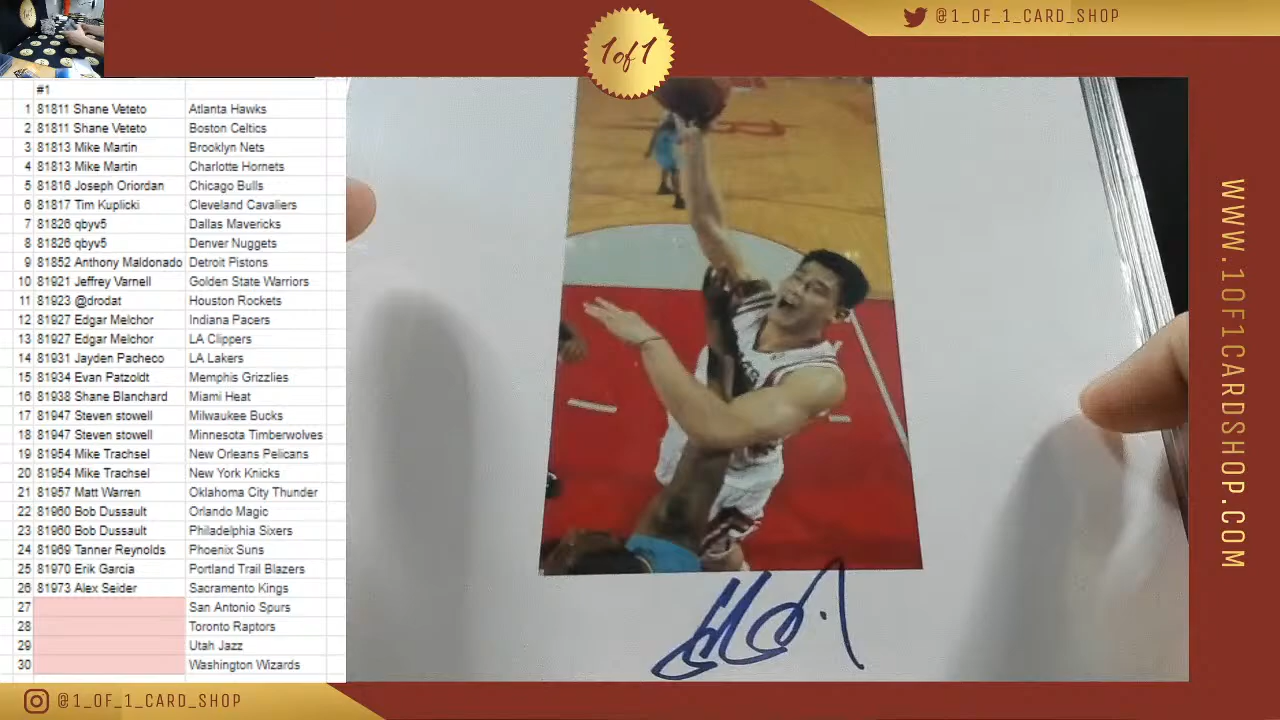 @1_OF_1_CARD_SHOP
1of1
#1
1 81811 Shane Veteto Atlanta Hawks
2 81811 Shane Veteto Boston Celtics
3 81813 Mike Martin Brooklyn Nets
4 81813 Mike Martin Charlotte Hornets
5 81816 Joseph Oriordan Chicago Bulls
6 81817 Tim Kuplicki Cleveland Cavaliers
7 81826 qbyv5 Dallas Mavericks
8 81826 qbyv5 Denver Nuggets
9 81852 Anthony Maldonado Detroit Pistons
10 81921 Jeffrey Varnell Golden State Warriors
11 81923 @drodat Houston Rockets
12 81927 Edgar Melchor Indiana Pacers
13 81927 Edgar Melchor LA Clippers
14 81931 Jayden Pacheco LA Lakers
15 81934 Evan Patzoldt Memphis Grizzlies
16 81938 Shane Blanchard Miami Heat
17 81947 Steven stowell Milwaukee Bucks
18 81947 Steven stowell Minnesota Timberwolves
19 81954 Mike Trachsel New Orleans Pelicans
20 81954 Mike Trachsel New York Knicks
21 81957 Matt Warren Oklahoma City Thunder
22 81960 Bob Dussault Orlando Magic
23 81960 Bob Dussault Philadelphia Sixers
24 81969 Tanner Reynolds Phoenix Suns
25 81970 Erik Garcia Portland Trail Blazers
26 81973 Alex Seider Sacramento Kings
27 San Antonio Spurs
28 Toronto Raptors
29 Utah Jazz
30 Washington Wizards
WWW.1OF1CARDSHOP.COM
@1_OF_1_CARD_SHOP